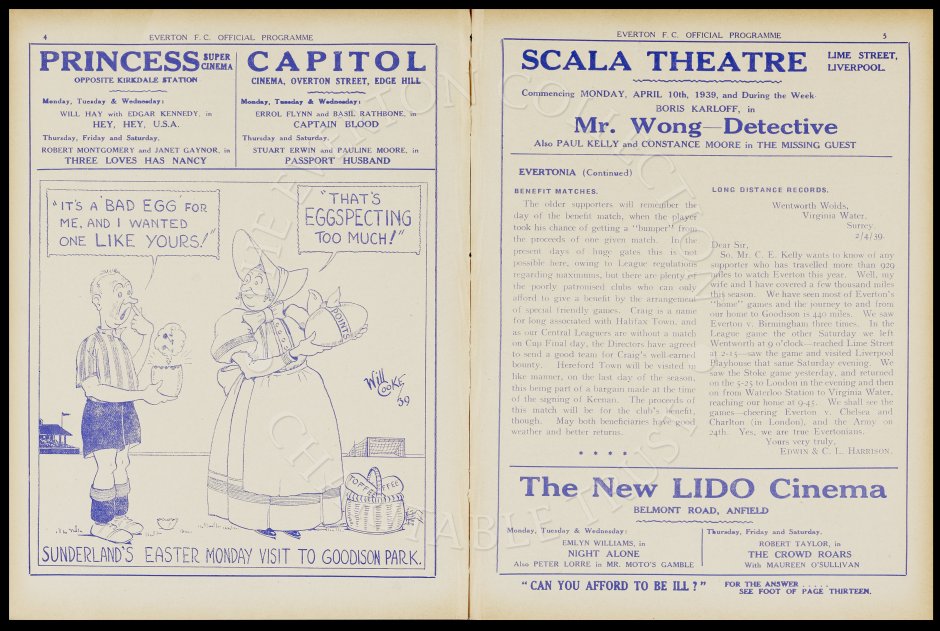 4
EVERTON F. C. OFFICIAL PROGRAMME
PRINCESS SUPER CINEMA
OPPOSITE KIRKDALE STATION
Monday, Tuesday & Wednesday:
WILL HAY with EDGAR KENNEDY, in
HEY, HEY, U.S.A.
Thursday, Friday and Saturday.
ROBERT MONTGOMERY and JANET GAYNOR, in
THREE LOVES HAS NANCY
CAPITOL
CINEMA, OVERTON STREET, EDGE HILL
Monday, Tuesday & Wednesday:
ERROL FLYNN and BASIL RATHBONE, in
CAPTAIN BLOOD
Thursday and Saturday.
STUART ERWIN and PAULINE MOORE, in
PASSPORT HUSBAND
"IT'S A 'BAD EGG' FOR
ME, AND I WANTED
ONE LIKE YOURS!"
"THAT'S
EGGSPECTING
TOO MUCH!"
POINTS
Will
Cooke
39
TOFFEE
SUNDERLAND'S EASTER MONDAY VISIT TO GOODISON PARK.
EVERTON F. C. OFFICIAL PROGRAMME
5
SCALA THEATRE LIME STREET,
LIVERPOOL.
Commencing MONDAY, APRIL 10th, 1939, and During the Week
BORIS KARLOFF, in
Mr. Wong—Detective
Also PAUL KELLY and CONSTANCE MOORE in THE MISSING GUEST
EVERTONIA (Continued)
BENEFIT MATCHES.
The older supporters will remember the
day of the benefit match, when the player
took his chance of getting a "bumper" from
the proceeds of one given match. In the
present days of huge gates this is not
possible here, owing to League regulations
regarding maximums, but there are plenty of
the poorly patronised clubs who can only
afford to give a benefit by the arrangement
of special friendly games. Craig is a name
for long associated with Halifax Town, and
as our Central Leaguers are without a match
on Cup Final day, the Directors have agreed
to send a good team for Craig's well-earned
bounty. Hereford Town will be visited in
like manner, on the last day of the season,
this being part of a bargain made at the time
of the signing of Keenan. The proceeds of
this match will be for the club's benefit,
though. May both beneficiaries have good
weather and better returns.
* * * *
LONG DISTANCE RECORDS.
Wentworth Woids,
Virginia Water,
Surrey.
2/4/39.
Dear Sir,
So, Mr. C. E. Kelly wants to know of any
supporter who has travelled more than 929
miles to watch Everton this year. Well, my
wife and I have covered a few thousand miles
this season. We have seen most of Everton's
"home" games and the journey to and from
our home to Goodison is 440 miles. We saw
Everton v. Birmingham three times. In the
League game the other Saturday we left
Wentworth at 9 o'clock—reached Lime Street
at 2-15—saw the game and visited Liverpool
Playhouse that same Saturday evening. We
saw the Stoke game yesterday, and returned
on the 5-25 to London in the evening and then
on from Waterloo Station to Virginia Water,
reaching our home at 9-45. We shall see the
games—cheering Everton v. Chelsea and
Charlton (in London), and the Army on
24th. Yes, we are true Evertonians.
Yours very truly,
EDWIN & C. L. HARRISON.
The New LIDO Cinema
BELMONT ROAD, ANFIELD
Monday, Tuesday & Wednesday:
EMLYN WILLIAMS, in
NIGHT ALONE
Also PETER LORRE in MR. MOTO'S GAMBLE
Thursday, Friday and Saturday.
ROBERT TAYLOR, in
THE CROWD ROARS
With MAUREEN O'SULLIVAN
"CAN YOU AFFORD TO BE ILL?" FOR THE ANSWER .....
SEE FOOT OF PAGE THIRTEEN.
THE EVERTON COLLECTION
CHARITABLE TRUST